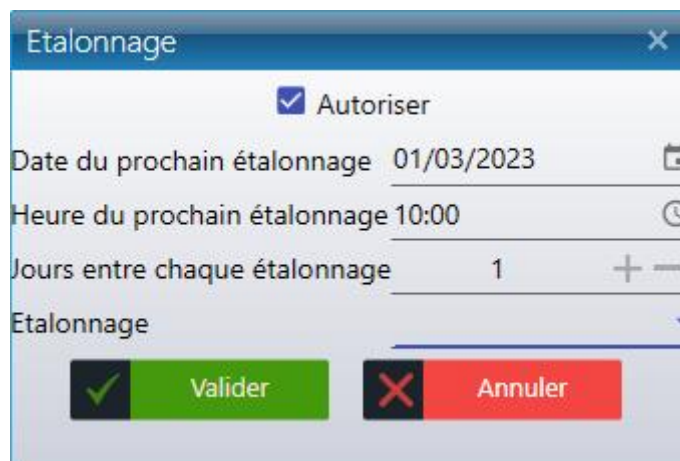 Etalonnage
Autoriser
Date du prochain étalonnage 01/03/2023
Heure du prochain étalonnage 10:00
Jours entre chaque étalonnage 1
Etalonnage
Valider Annuler